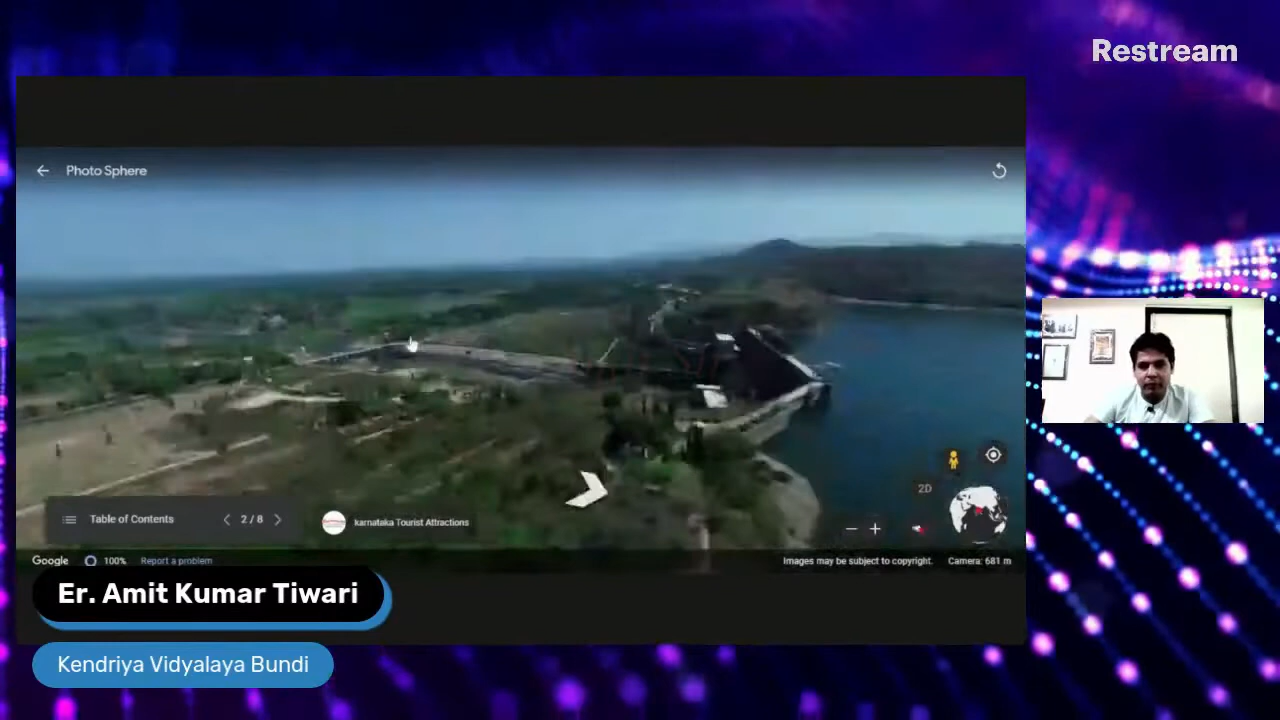 Restream
Photo Sphere
2D
Table of Contents
2 / 8
karnataka Tourist Attractions
Google
100%
Report a problem
Images may be subject to copyright.
Camera: 681 m
Er. Amit Kumar Tiwari
Kendriya Vidyalaya Bundi